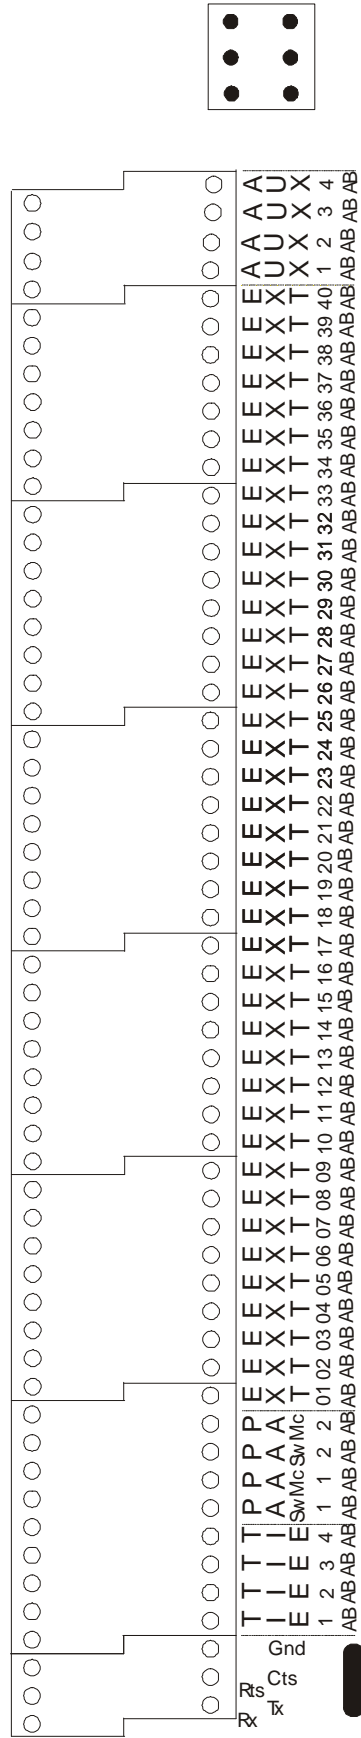 AUX 4 AB
AUX 3 AB
AUX 2 AB
AUX 1 AB
EXT 40 AB
EXT 39 AB
EXT 38 AB
EXT 37 AB
EXT 36 AB
EXT 35 AB
EXT 34 AB
EXT 33 AB
EXT 32 AB
EXT 31 AB
EXT 30 AB
EXT 29 AB
EXT 28 AB
EXT 27 AB
EXT 26 AB
EXT 25 AB
EXT 24 AB
EXT 23 AB
EXT 22 AB
EXT 21 AB
EXT 20 AB
EXT 19 AB
EXT 18 AB
EXT 17 AB
EXT 16 AB
EXT 15 AB
EXT 14 AB
EXT 13 AB
EXT 12 AB
EXT 11 AB
EXT 10 AB
EXT 09 AB
EXT 08 AB
EXT 07 AB
EXT 06 AB
EXT 05 AB
EXT 04 AB
EXT 03 AB
EXT 02 AB
EXT 01 AB
PA Mc 2 AB
PA Sw 2 AB
PA Mc 1 AB
PA Sw 1 AB
TIE 4 AB
TIE 3 AB
TIE 2 AB
TIE 1 AB
Gnd
Cts
Rts
Tx
Rx